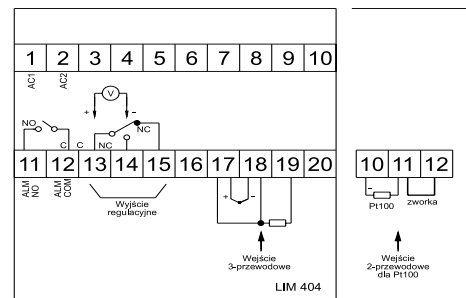 1 2 3 4 5 6 7 8 9 10
AC1 AC2
V
+ -
NO NC
C C NC
11 12 13 14 15 16 17 18 19 20
ALM NO
ALM COM
Wyjście
regulacyjne
+ -
Wejście
3-przewodowe
LIM 404
10 11 12
-
Pt100 zworka
Wejście
2-przewodowe
dla Pt100